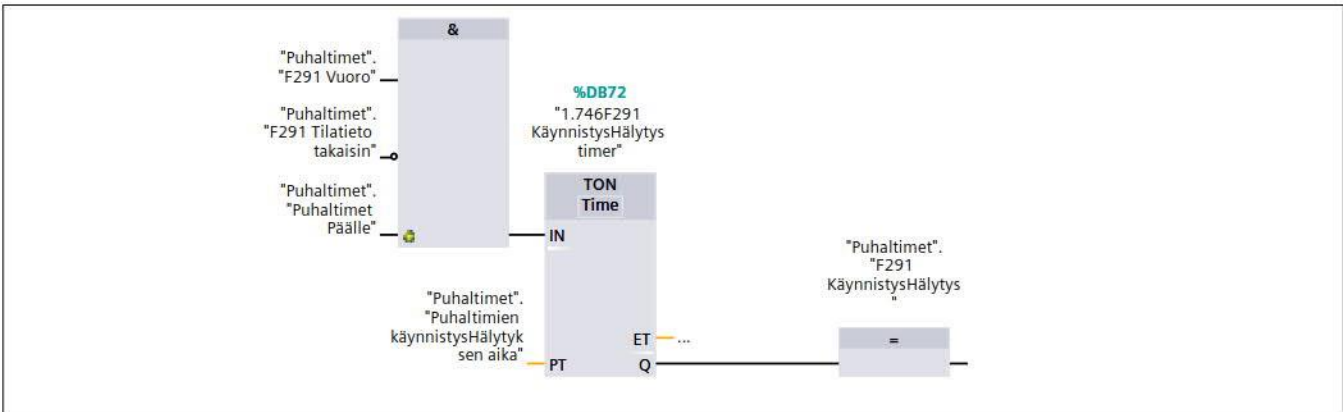 &
"Puhaltimet".
"F291 Vuoro"
"Puhaltimet".
"F291 Tilatieto
takaisin"
"Puhaltimet".
"Puhaltimet
Päälle"
%DB72
"1.746F291
KäynnistysHälytys
timer"
TON
Time
IN
"Puhaltimet".
"Puhaltimien
käynnistysHälytyk
sen aika"
PT
ET
...
Q
"Puhaltimet".
"F291
KäynnistysHälytys
"
=